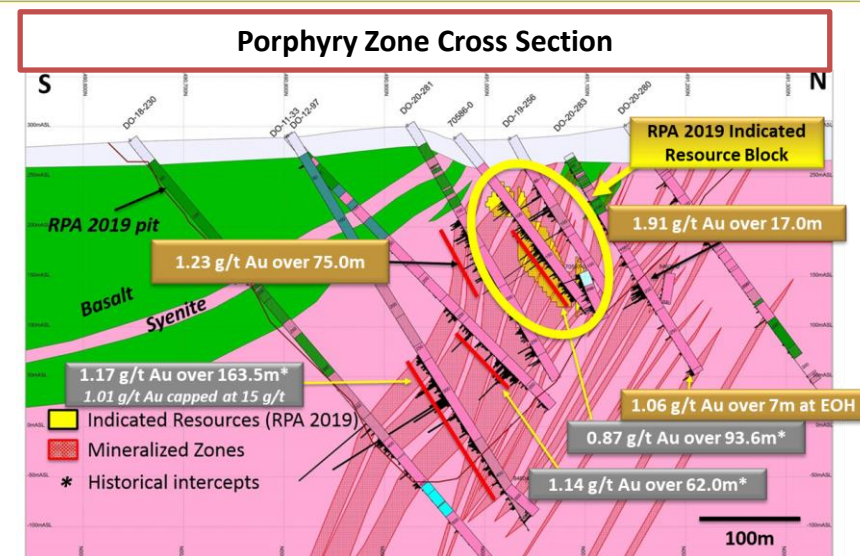 Porphyry Zone Cross Section
S
N
DO-18-230
DO-11-33
DO-12-97
DO-20-281
70586-0
DO-19-256
DO-20-283
DO-20-280
RPA 2019 Indicated
Resource Block
RPA 2019 pit
1.91 g/t Au over 17.0m
1.23 g/t Au over 75.0m
Basalt
Syenite
1.17 g/t Au over 163.5m*
1.01 g/t Au capped at 15 g/t
1.06 g/t Au over 7m at EOH
0.87 g/t Au over 93.6m*
1.14 g/t Au over 62.0m*
Indicated Resources (RPA 2019)
Mineralized Zones
* Historical intercepts
100m